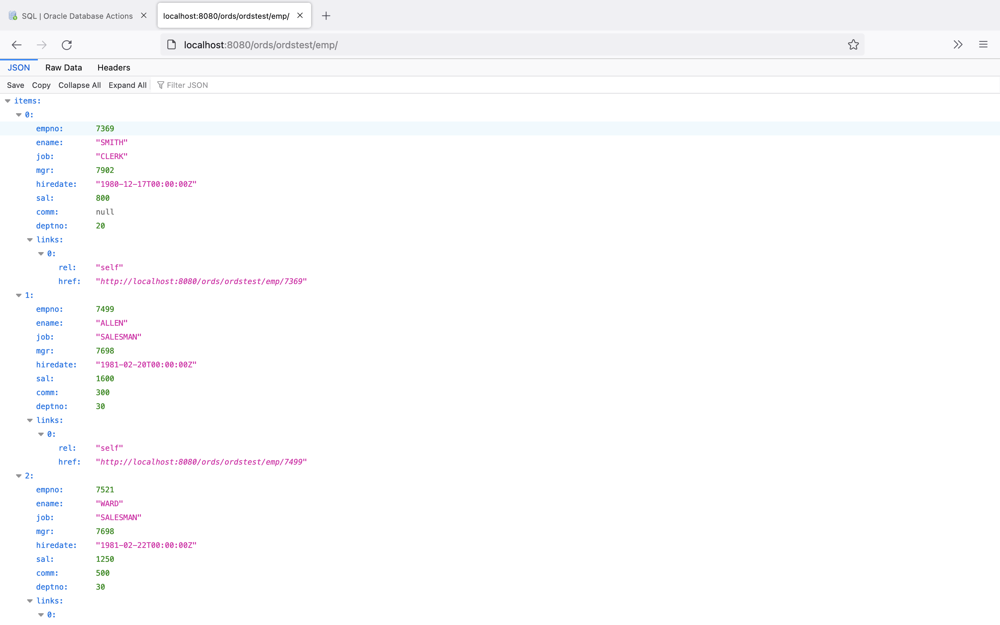 SQL | Oracle Database Actions
localhost:8080/ords/ordstest/emp/
localhost:8080/ords/ordstest/emp/
JSON Raw Data Headers
Save Copy Collapse All Expand All Filter JSON
items:
0:
empno: 7369
ename: "SMITH"
job: "CLERK"
mgr: 7902
hiredate: "1980-12-17T00:00:00Z"
sal: 800
comm: null
deptno: 20
links:
0:
rel: "self"
href: "http://localhost:8080/ords/ordstest/emp/7369"
1:
empno: 7499
ename: "ALLEN"
job: "SALESMAN"
mgr: 7698
hiredate: "1981-02-20T00:00:00Z"
sal: 1600
comm: 300
deptno: 30
links:
0:
rel: "self"
href: "http://localhost:8080/ords/ordstest/emp/7499"
2:
empno: 7521
ename: "WARD"
job: "SALESMAN"
mgr: 7698
hiredate: "1981-02-22T00:00:00Z"
sal: 1250
comm: 500
deptno: 30
links:
0: